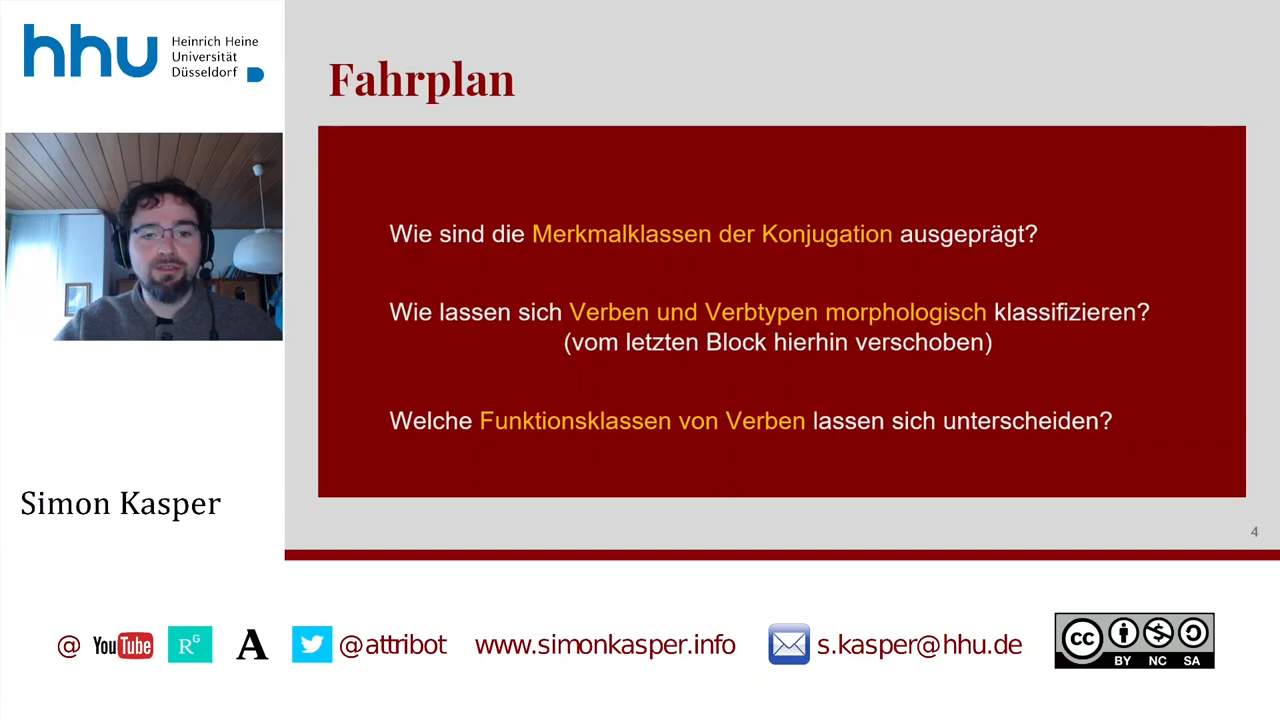 hhu
Heinrich Heine
Universität
Düsseldorf
Fahrplan
Wie sind die Merkmalklassen der Konjugation ausgeprägt?
Wie lassen sich Verben und Verbtypen morphologisch klassifizieren?
(vom letzten Block hierhin verschoben)
Welche Funktionsklassen von Verben lassen sich unterscheiden?
Simon Kasper
4
@ YouTube RG A @attribot www.simonkasper.info s.kasper@hhu.de
cc BY NC SA